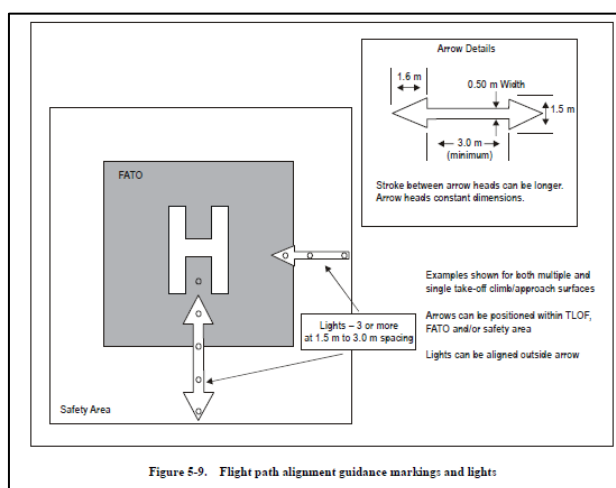 Arrow Details
1.6 m
0.50 m Width
1.5 m
3.0 m
(minimum)
Stroke between arrow heads can be longer.
Arrow heads constant dimensions.
FATO
H
Examples shown for both multiple and
single take-off climb/approach surfaces
Arrows can be positioned within TLOF,
FATO and/or safety area
Lights – 3 or more
at 1.5 m to 3.0 m spacing
Lights can be aligned outside arrow
Safety Area
Figure 5-9. Flight path alignment guidance markings and lights